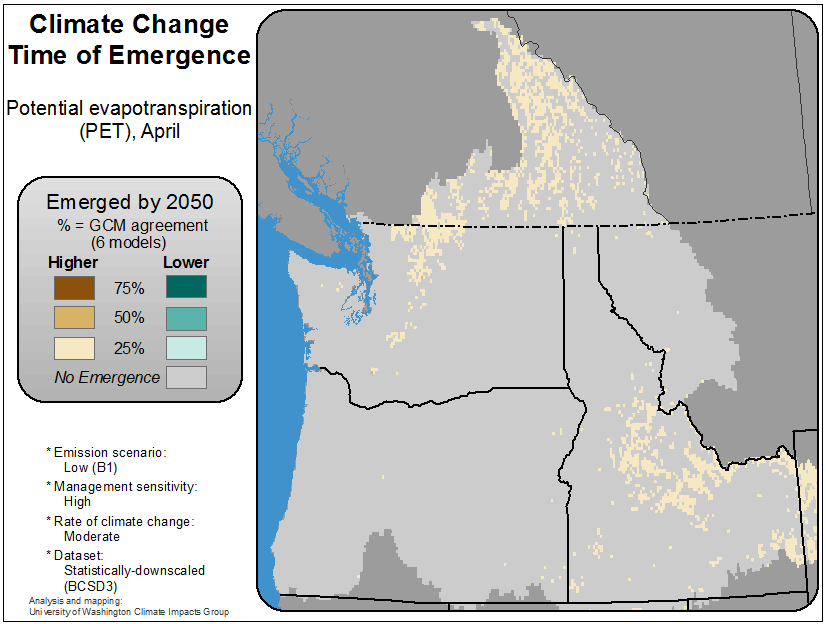 Climate Change
Time of Emergence
Potential evapotranspiration
(PET), April
Emerged by 2050
% = GCM agreement
(6 models)
Higher Lower
75%
50%
25%
No Emergence
* Emission scenario:
Low (B1)
* Management sensitivity:
High
* Rate of climate change:
Moderate
* Dataset:
Statistically-downscaled
(BCSD3)
Analysis and mapping:
University of Washington Climate Impacts Group